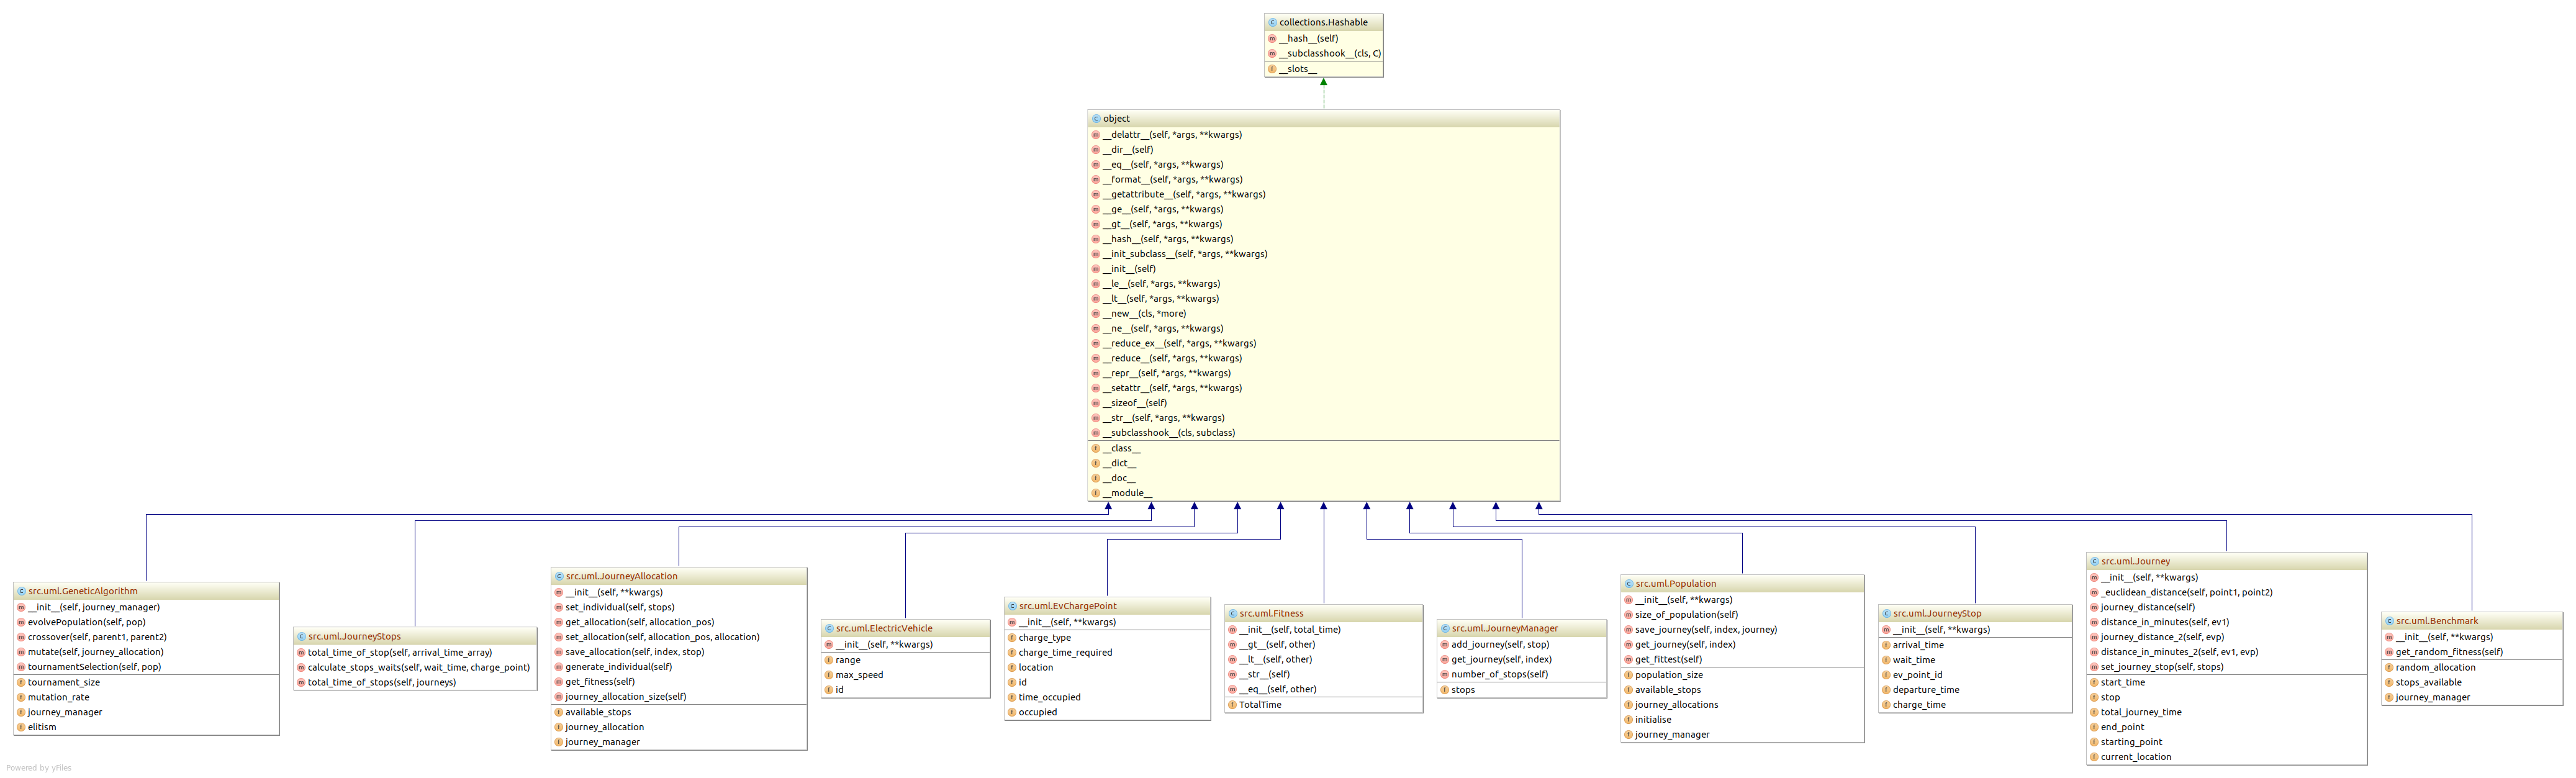 collections.Hashable
__hash__(self)
__subclasshook__(cls, C)
__slots__
object
__delattr__(self, *args, **kwargs)
__dir__(self)
__eq__(self, *args, **kwargs)
__format__(self, *args, **kwargs)
__getattribute__(self, *args, **kwargs)
__ge__(self, *args, **kwargs)
__gt__(self, *args, **kwargs)
__hash__(self, *args, **kwargs)
__init_subclass__(self, *args, **kwargs)
__init__(self)
__le__(self, *args, **kwargs)
__lt__(self, *args, **kwargs)
__new__(cls, *more)
__ne__(self, *args, **kwargs)
__reduce_ex__(self, *args, **kwargs)
__reduce__(self, *args, **kwargs)
__repr__(self, *args, **kwargs)
__setattr__(self, *args, **kwargs)
__sizeof__(self)
__str__(self, *args, **kwargs)
__subclasshook__(cls, subclass)
__class__
__dict__
__doc__
__module__
src.uml.GeneticAlgorithm
__init__(self, journey_manager)
evolvePopulation(self, pop)
crossover(self, parent1, parent2)
mutate(self, journey_allocation)
tournamentSelection(self, pop)
tournament_size
mutation_rate
journey_manager
elitism
src.uml.JourneyStops
total_time_of_stop(self, arrival_time_array)
calculate_stops_waits(self, wait_time, charge_point)
total_time_of_stops(self, journeys)
src.uml.JourneyAllocation
__init__(self, **kwargs)
set_individual(self, stops)
get_allocation(self, allocation_pos)
set_allocation(self, allocation_pos, allocation)
save_allocation(self, index, stop)
generate_individual(self)
get_fitness(self)
journey_allocation_size(self)
available_stops
journey_allocation
journey_manager
src.uml.ElectricVehicle
__init__(self, **kwargs)
range
max_speed
id
src.uml.EvChargePoint
__init__(self, **kwargs)
charge_type
charge_time_required
location
id
time_occupied
occupied
src.uml.Fitness
__init__(self, total_time)
__gt__(self, other)
__lt__(self, other)
__str__(self)
__eq__(self, other)
TotalTime
src.uml.JourneyManager
add_journey(self, stop)
get_journey(self, index)
number_of_stops(self)
stops
src.uml.Population
__init__(self, **kwargs)
size_of_population(self)
save_journey(self, index, journey)
get_journey(self, index)
get_fittest(self)
population_size
available_stops
journey_allocations
initialise
journey_manager
src.uml.JourneyStop
__init__(self, **kwargs)
arrival_time
wait_time
ev_point_id
departure_time
charge_time
src.uml.Journey
__init__(self, **kwargs)
_euclidean_distance(self, point1, point2)
journey_distance(self)
distance_in_minutes(self, ev1)
journey_distance_2(self, evp)
distance_in_minutes_2(self, ev1, evp)
set_journey_stop(self, stops)
start_time
stop
total_journey_time
end_point
starting_point
current_location
src.uml.Benchmark
__init__(self, **kwargs)
get_random_fitness(self)
random_allocation
stops_available
journey_manager
Powered by yFiles